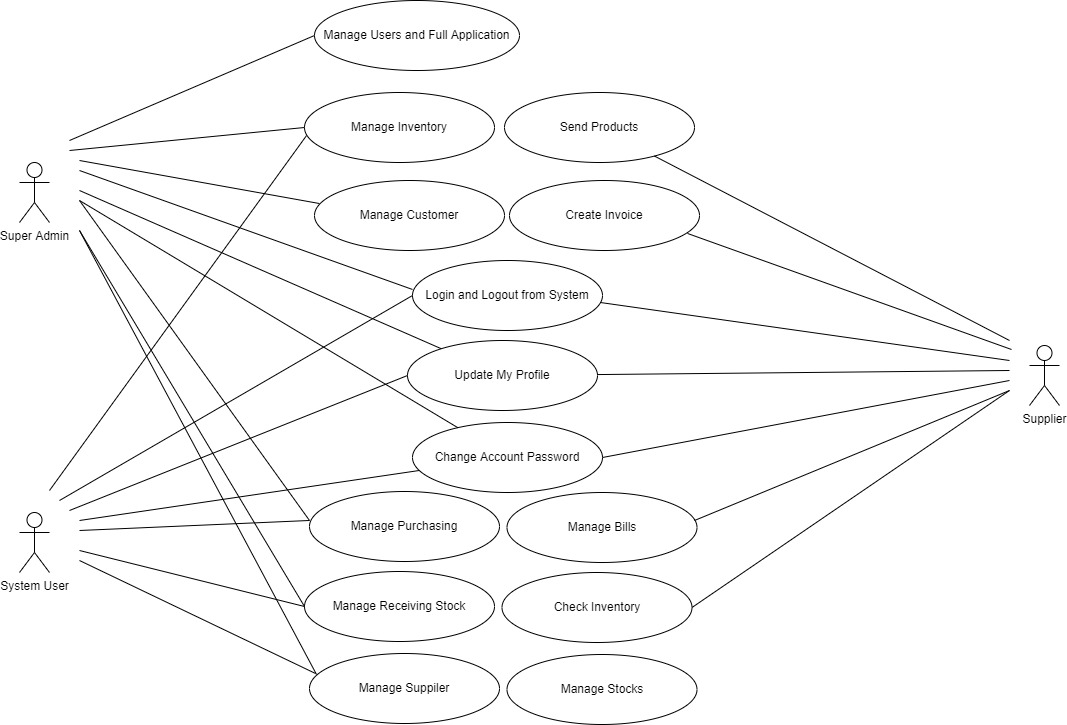 Manage Users and Full Application
Manage Inventory
Send Products
Super Admin
Manage Customer
Create Invoice
Login and Logout from System
Update My Profile
Supplier
Change Account Password
Manage Purchasing
Manage Bills
System User
Manage Receiving Stock
Check Inventory
Manage Suppiler
Manage Stocks